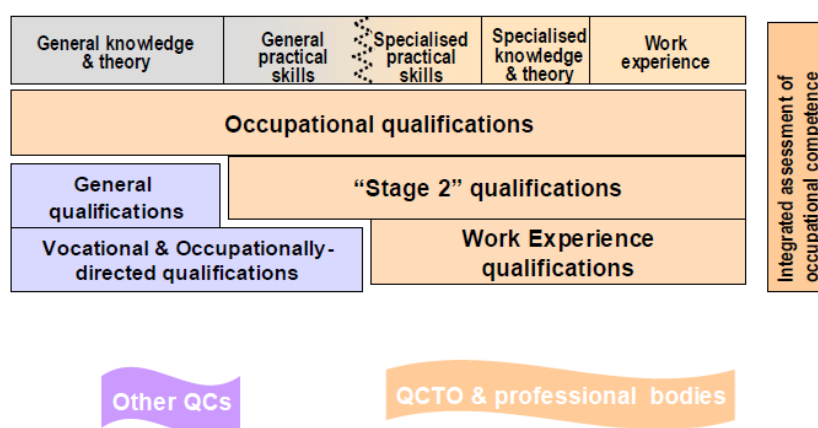 General knowledge
& theory
General
practical
skills
Specialised
practical
skills
Specialised
knowledge
& theory
Work
experience
Occupational qualifications
General
qualifications
“Stage 2” qualifications
Vocational & Occupationally-
directed qualifications
Work Experience
qualifications
Integrated assessment of
occupational competence
Other QCs
QCTO & professional bodies